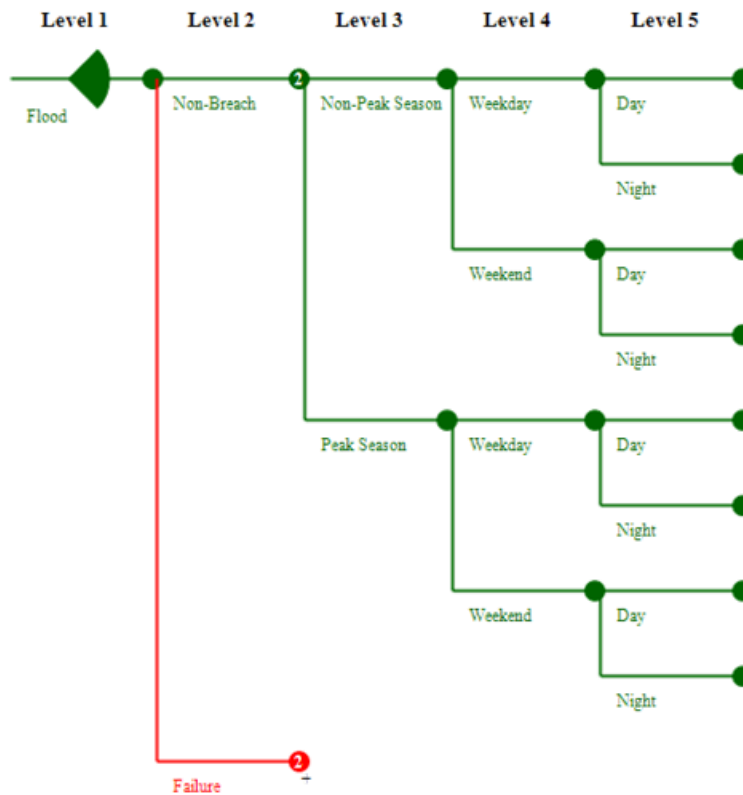 Level 1 Level 2 Level 3 Level 4 Level 5
2
Flood Non-Breach Non-Peak Season Weekday Day
Night
Weekend Day
Night
Peak Season Weekday Day
Night
Weekend Day
Night
2
+
Failure